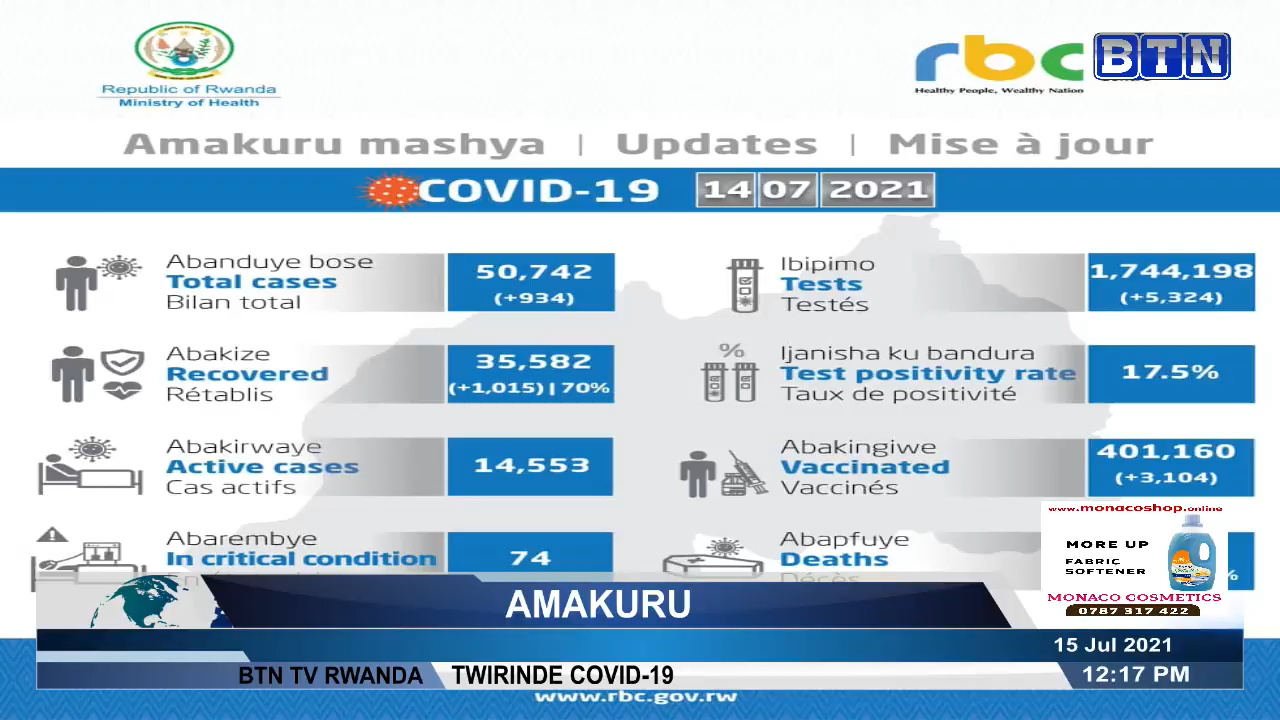 Republic of Rwanda
Ministry of Health
rbc
BTN
Healthy People, Wealthy Nation
Amakuru mashya | Updates | Mise à jour
COVID-19 14 07 2021
Abanduye bose
Total cases
Bilan total
50,742
(+934)
Ibipimo
Tests
Testés
1,744,198
(+5,324)
Abakize
Recovered
Rétablis
35,582
(+1,015) | 70%
%
Ijanisha ku bandura
Test positivity rate
Taux de positivité
17.5%
Abakirwaye
Active cases
Cas actifs
14,553
Abakingiwe
Vaccinated
Vaccinés
401,160
(+3,104)
Abarembye
In critical condition
74
Abapfuye
Deaths
Décès
%
www.monacoshop.online
MORE UP
FABRIC
SOFTENER
MONACO COSMETICS
0787 317 422
AMAKURU
15 Jul 2021
BTN TV RWANDA TWIRINDE COVID-19
12:17 PM
www.rbc.gov.rw